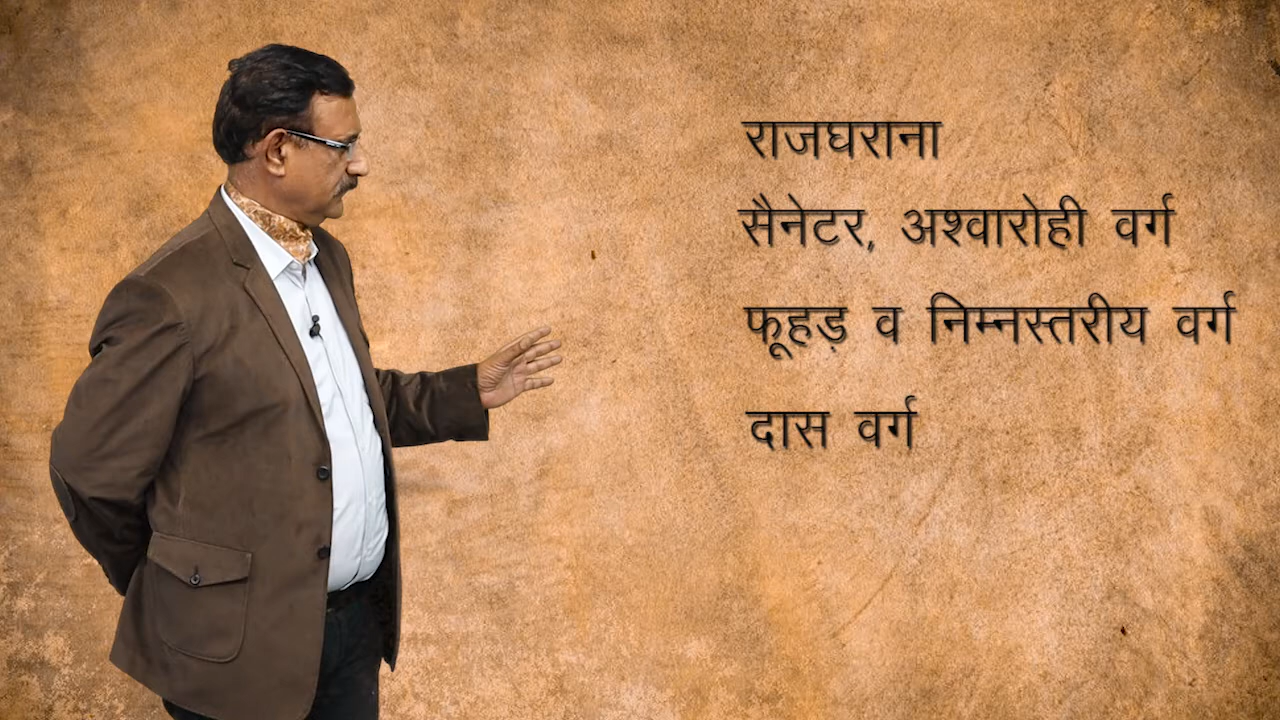 राजघराना
सैनेटर, अश्वारोही वर्ग
फूहड़ व निम्नस्तरीय वर्ग
दास वर्ग